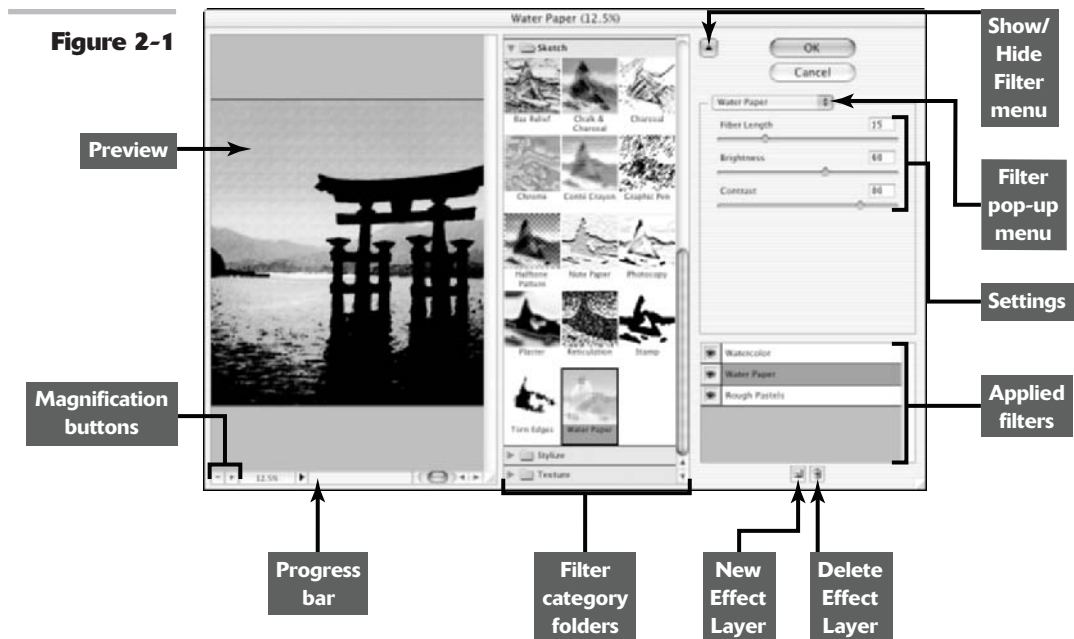 Figure 2-1
Water Paper (12.5%)
Sketch
Bas Relief
Chalk & Charcoal
Charcoal
Chrome
Conté Crayon
Graphic Pen
Halftone Pattern
Note Paper
Photocopy
Plaster
Reticulation
Stamp
Torn Edges
Water Paper
Stylize
Texture
12.5%
OK
Cancel
Water Paper
Fiber Length
15
Brightness
60
Contrast
80
Watercolor
Water Paper
Rough Pastels
Preview
Magnification
buttons
Progress
bar
Filter
category
folders
New
Effect
Layer
Delete
Effect
Layer
Show/
Hide
Filter
menu
Filter
pop-up
menu
Settings
Applied
filters